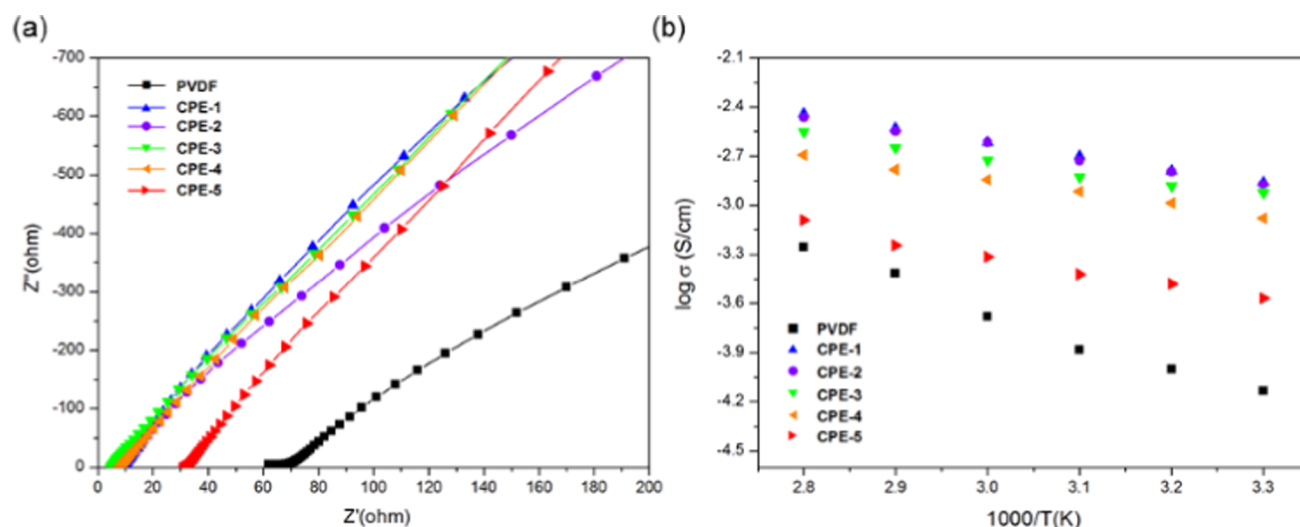 (a)
-700
-600
-500
-400
-300
-200
-100
0
Z''(ohm)
PVDF
CPE-1
CPE-2
CPE-3
CPE-4
CPE-5
0 20 40 60 80 100 120 140 160 180 200
Z'(ohm)
(b)
-2.1
-2.4
-2.7
-3.0
-3.3
-3.6
-3.9
-4.2
-4.5
log σ (S/cm)
PVDF
CPE-1
CPE-2
CPE-3
CPE-4
CPE-5
2.8 2.9 3.0 3.1 3.2 3.3
1000/T(K)